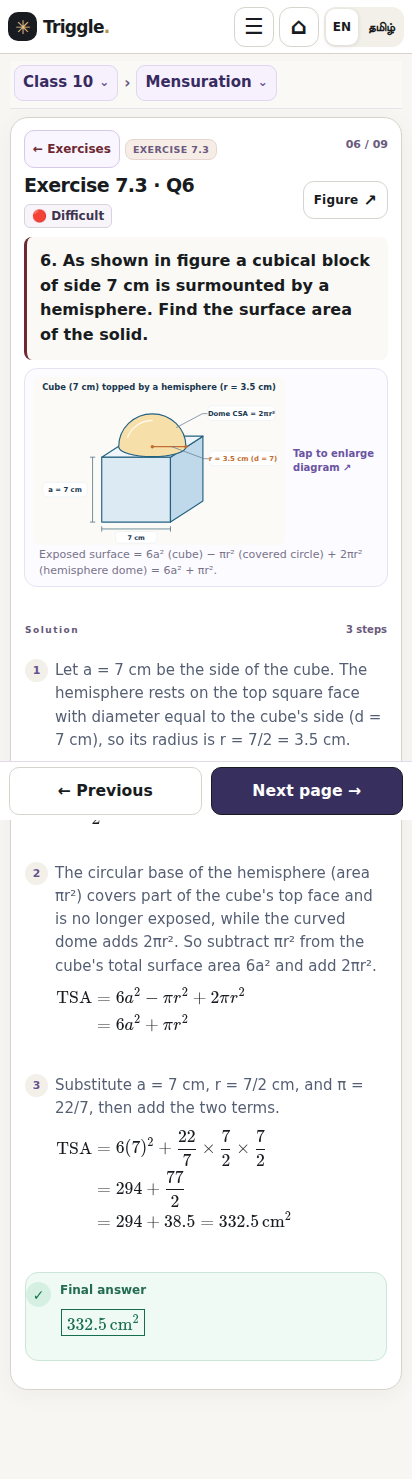 Triggle.
EN
தமிழ்
Class 10 › Mensuration
← Exercises
EXERCISE 7.3
06 / 09
Exercise 7.3 · Q6
Difficult
Figure ↗
6. As shown in figure a cubical block
of side 7 cm is surmounted by a
hemisphere. Find the surface area
of the solid.
Cube (7 cm) topped by a hemisphere (r = 3.5 cm)
Dome CSA = 2πr²
r = 3.5 cm (d = 7)
a = 7 cm
7 cm
Tap to enlarge
diagram ↗
Exposed surface = 6a² (cube) − πr² (covered circle) + 2πr²
(hemisphere dome) = 6a² + πr².
Solution
3 steps
1
Let a = 7 cm be the side of the cube. The
hemisphere rests on the top square face
with diameter equal to the cube's side (d =
7 cm), so its radius is r = 7/2 = 3.5 cm.
← Previous
Next page →
2
2
The circular base of the hemisphere (area
πr²) covers part of the cube's top face and
is no longer exposed, while the curved
dome adds 2πr². So subtract πr² from the
cube's total surface area 6a² and add 2πr².
TSA = 6a² − πr² + 2πr²
= 6a² + πr²
3
Substitute a = 7 cm, r = 7/2 cm, and π =
22/7, then add the two terms.
TSA = 6(7)² + 22/7 × 7/2 × 7/2
= 294 + 77/2
= 294 + 38.5 = 332.5 cm²
✓
Final answer
332.5 cm²